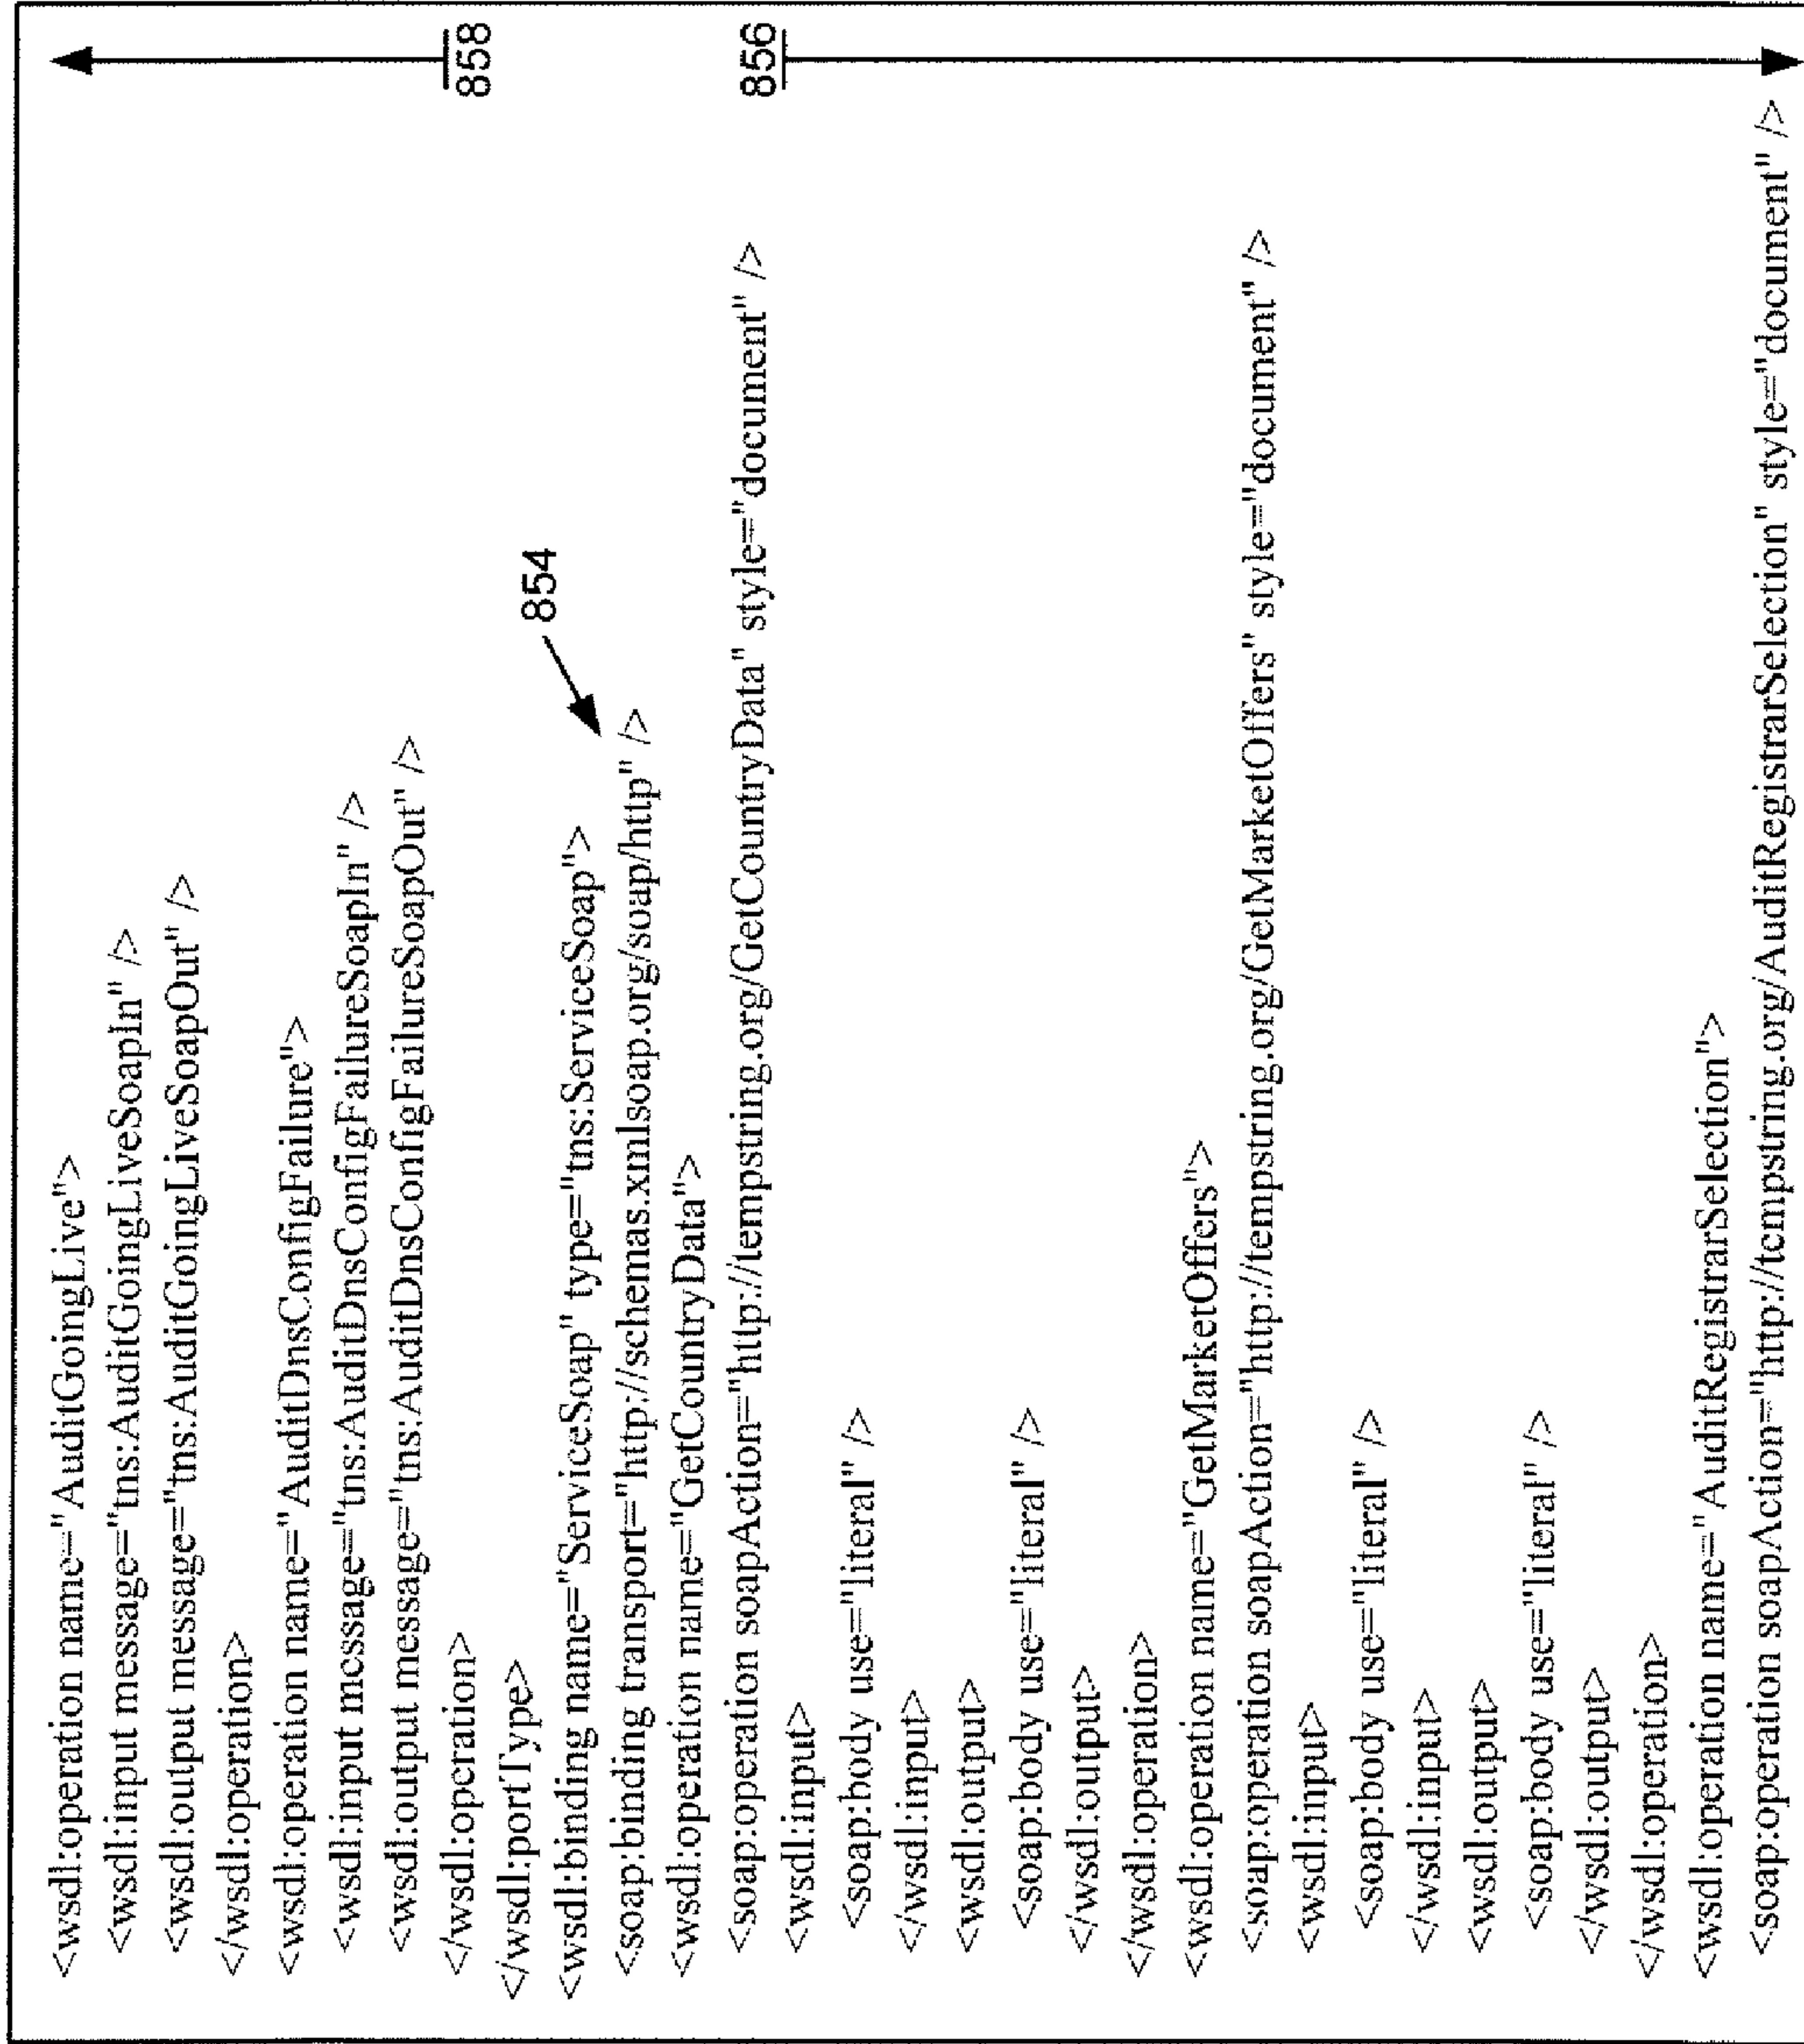 <wsdl:operation name="AuditGoingLive">
<wsdl:input message="tns:AuditGoingLiveSoapIn" />
<wsdl:output message="tns:AuditGoingLiveSoapOut" />
</wsdl:operation>
<wsdl:operation name="AuditDnsConfigFailure">
<wsdl:input message="tns:AuditDnsConfigFailureSoapIn" />
<wsdl:output message="tns:AuditDnsConfigFailureSoapOut" />
</wsdl:operation>
858
</wsdl:portType>
854
<wsdl:binding name="ServiceSoap" type="tns:ServiceSoap">
<soap:binding transport="http://schemas.xmlsoap.org/soap/http" />
<wsdl:operation name="GetCountryData">
<soap:operation soapAction="http://tempstring.org/GetCountryData" style="document" />
856
<wsdl:input>
<soap:body use="literal" />
</wsdl:input>
<wsdl:output>
<soap:body use="literal" />
</wsdl:output>
</wsdl:operation>
<wsdl:operation name="GetMarketOffers">
<soap:operation soapAction="http://tempstring.org/GetMarketOffers" style="document" />
<wsdl:input>
<soap:body use="literal" />
</wsdl:input>
<wsdl:output>
<soap:body use="literal" />
</wsdl:output>
</wsdl:operation>
<wsdl:operation name="AuditRegistrarSelection">
<soap:operation soapAction="http://tempstring.org/AuditRegistrarSelection" style="document" />